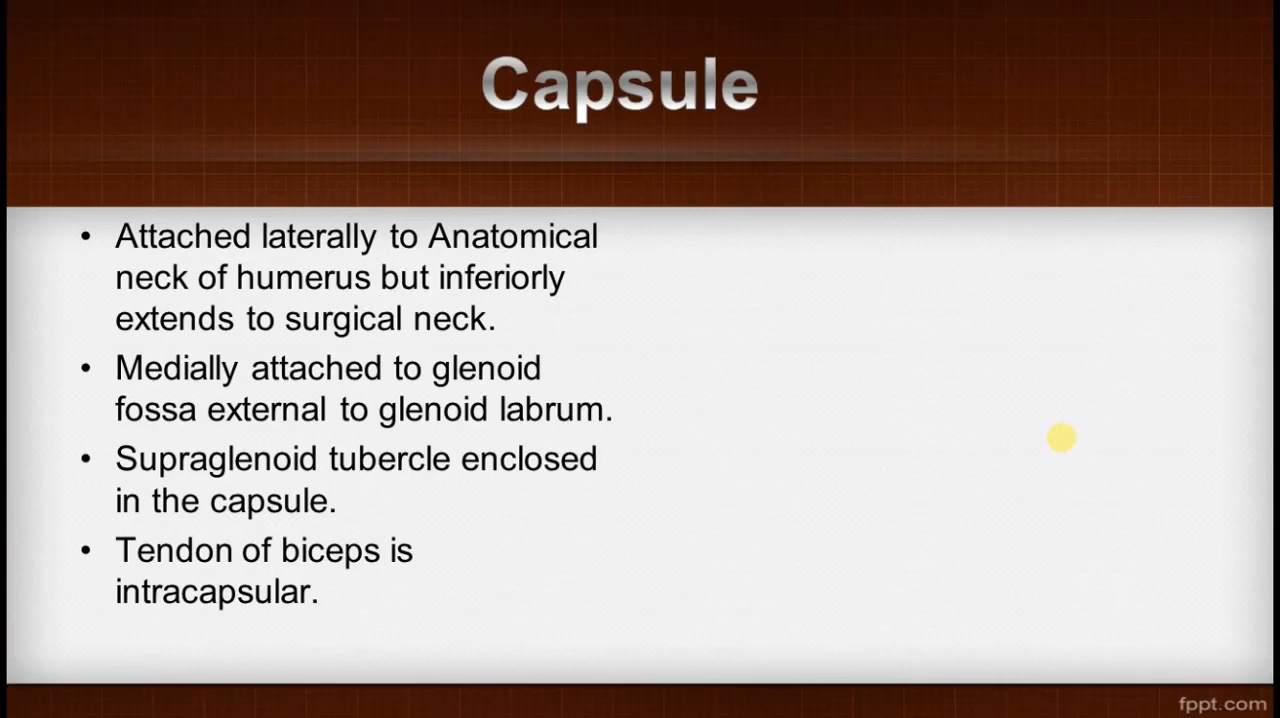 Capsule
• Attached laterally to Anatomical
neck of humerus but inferiorly
extends to surgical neck.
• Medially attached to glenoid
fossa external to glenoid labrum.
• Supraglenoid tubercle enclosed
in the capsule.
• Tendon of biceps is
intracapsular.
fppt.com